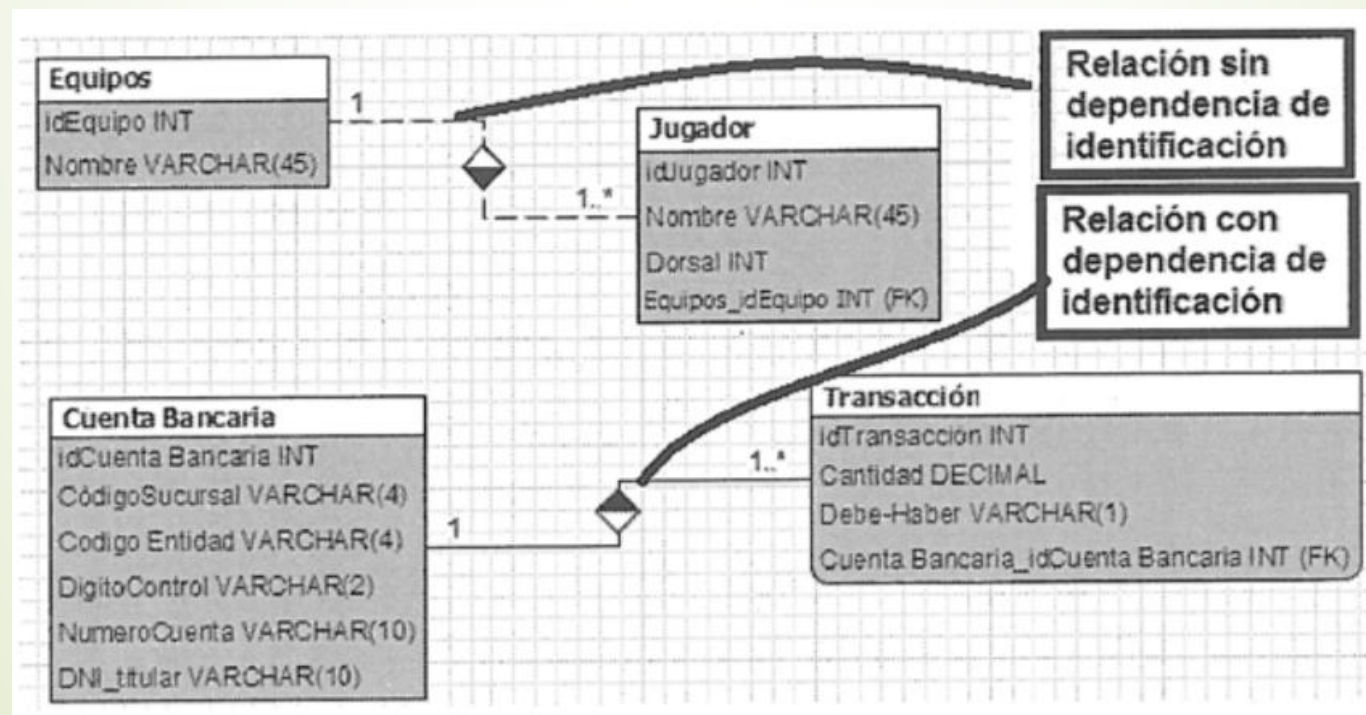 Equipos
idEquipo INT
Nombre VARCHAR(45)
1
1..*
Jugador
idJugador INT
Nombre VARCHAR(45)
Dorsal INT
Equipos_idEquipo INT (FK)
Relación sin
dependencia de
identificación
Relación con
dependencia de
identificación
Cuenta Bancaria
idCuenta Bancaria INT
CódigoSucursal VARCHAR(4)
Codigo Entidad VARCHAR(4)
DigitoControl VARCHAR(2)
NumeroCuenta VARCHAR(10)
DNI_titular VARCHAR(10)
1
1..*
Transacción
idTransaccion INT
Cantidad DECIMAL
Debe-Haber VARCHAR(1)
Cuenta Bancaria_idCuenta Bancaria INT (FK)